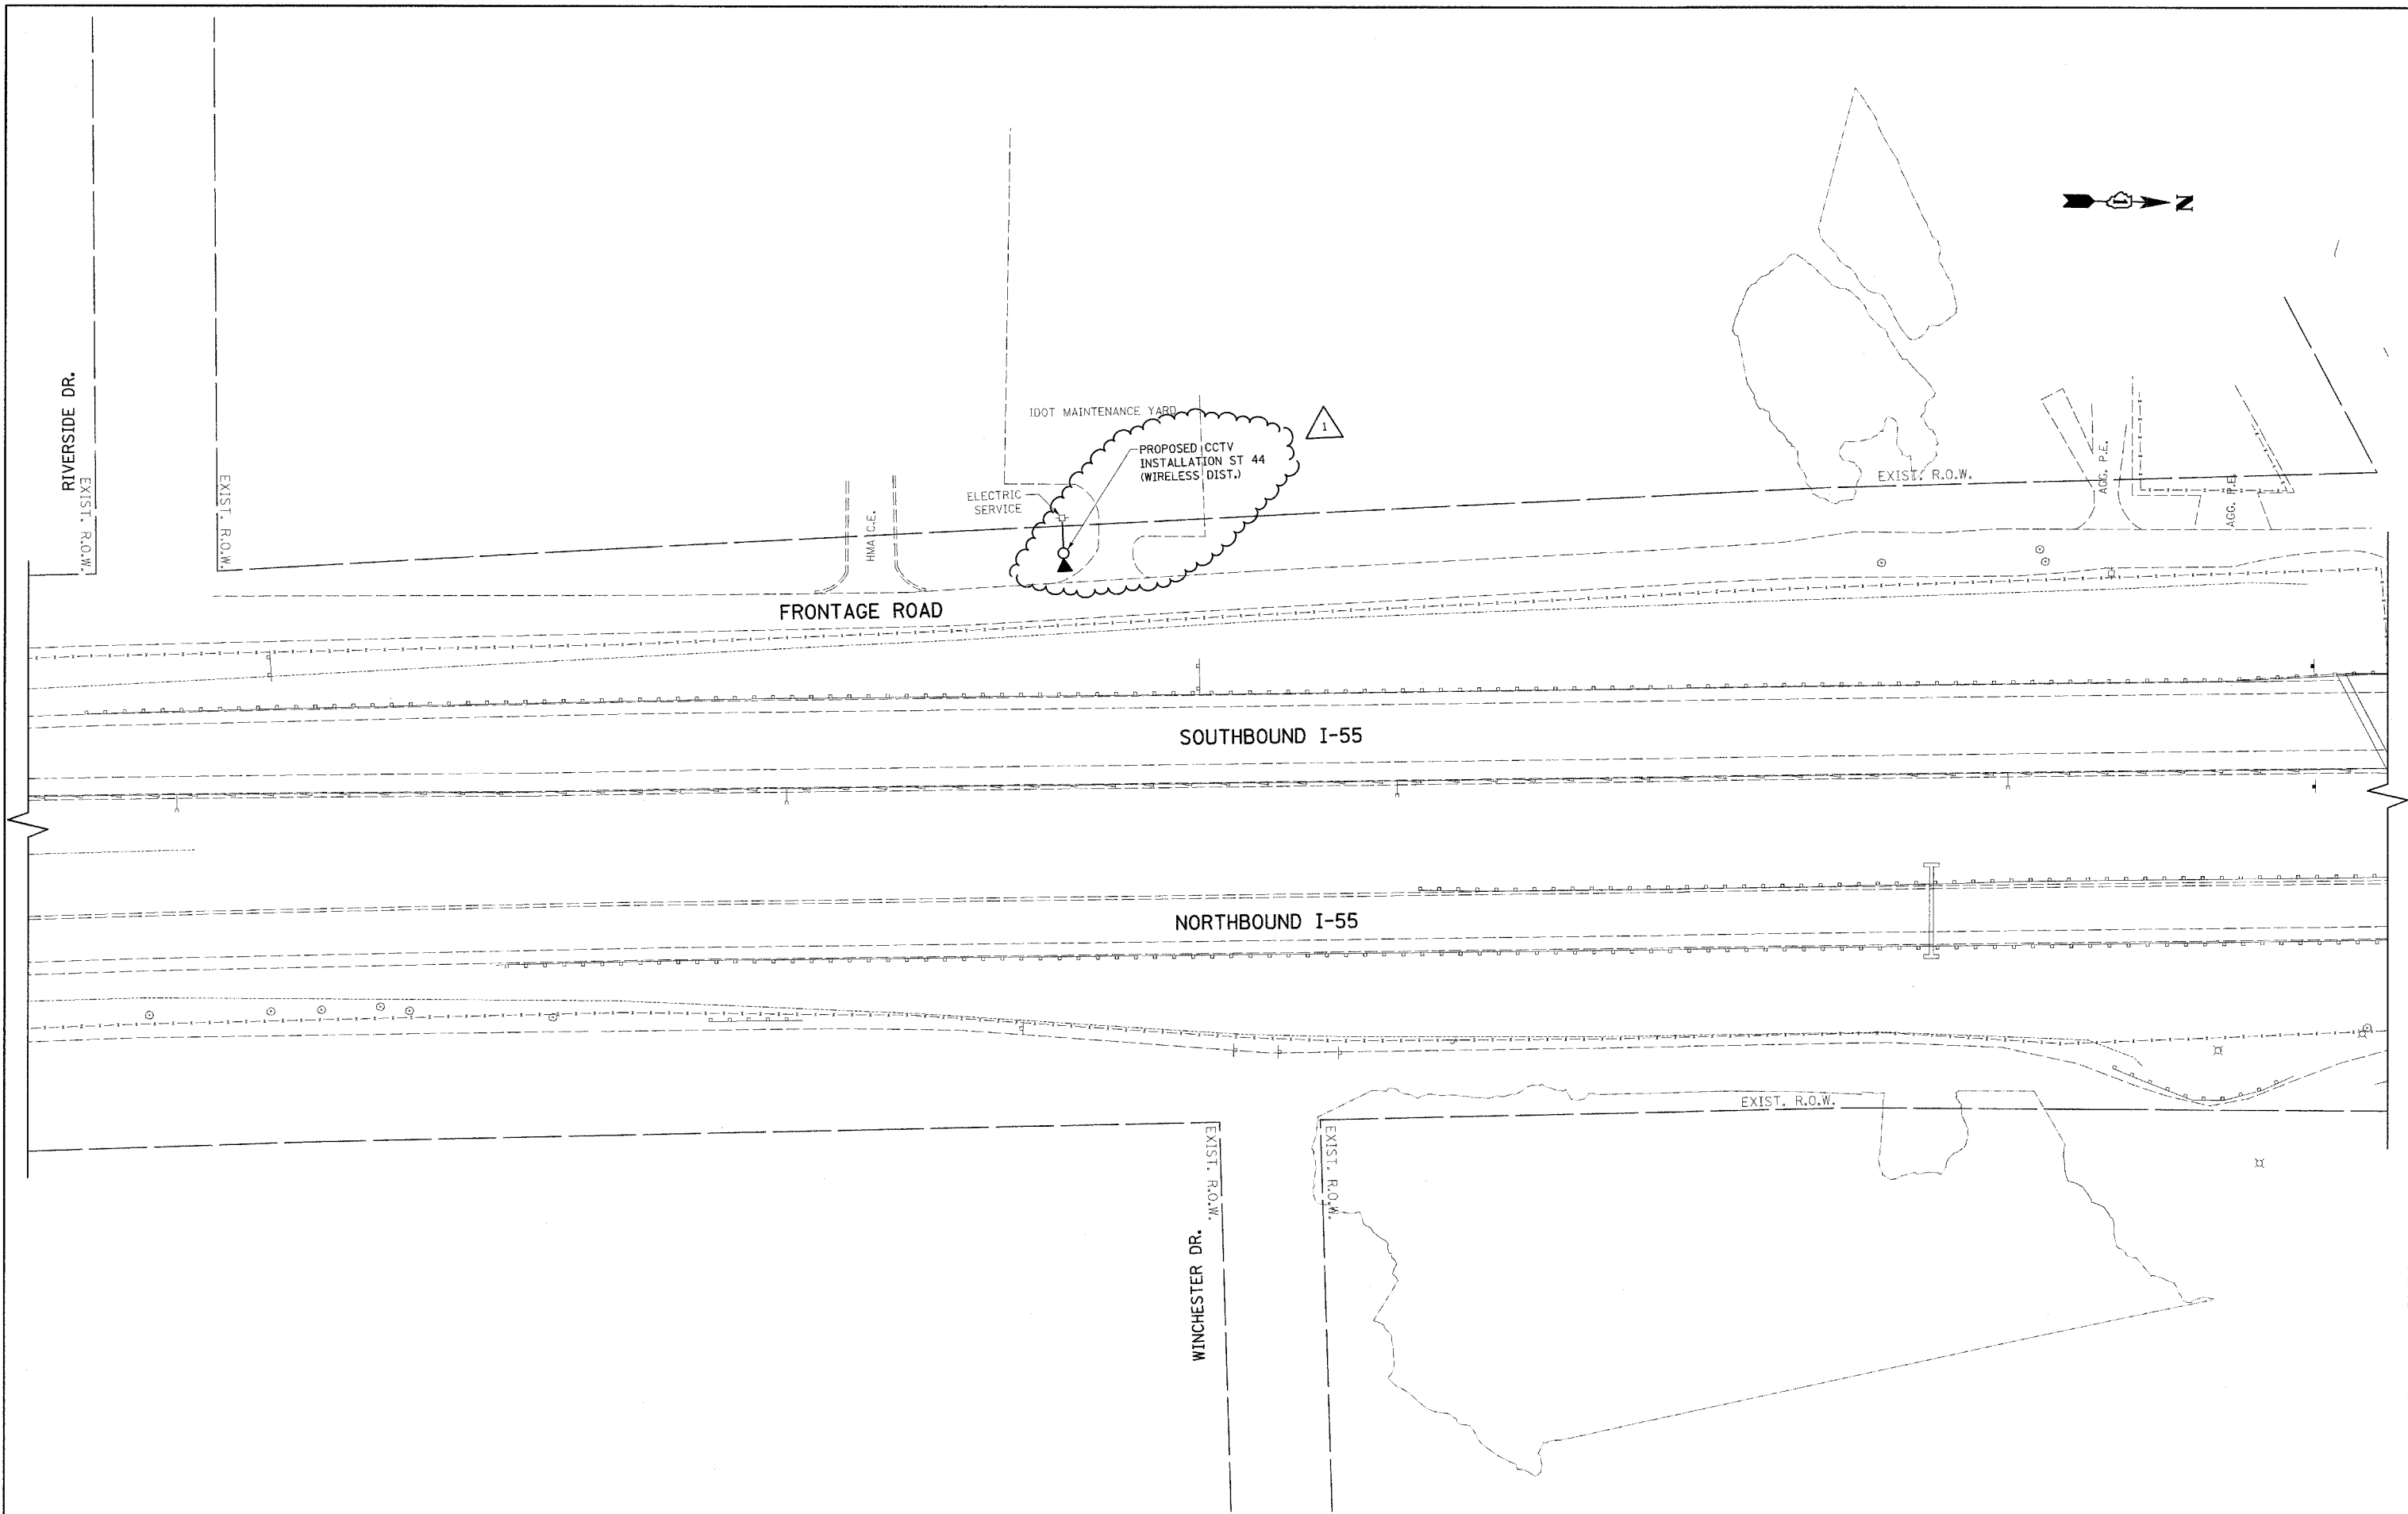 N
RIVERSIDE DR.
EXIST. R.O.W.
EXIST. R.O.W.
IDOT MAINTENANCE YARD
1
PROPOSED CCTV
INSTALLATION ST 44
(WIRELESS DIST.)
ELECTRIC
SERVICE
HMA C.E.
EXIST. R.O.W.
AGG. P.E.
AGG. P.E.
FRONTAGE ROAD
SOUTHBOUND I-55
NORTHBOUND I-55
EXIST. R.O.W.
EXIST. R.O.W.
EXIST. R.O.W.
WINCHESTER DR.